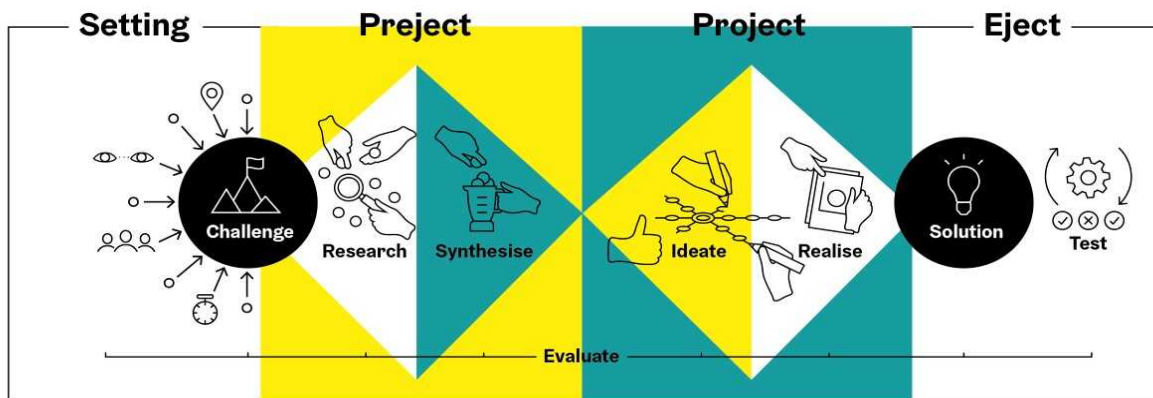 Setting
Preject
Project
Eject
Challenge
Research
Synthesise
Ideate
Realise
Solution
Test
Evaluate